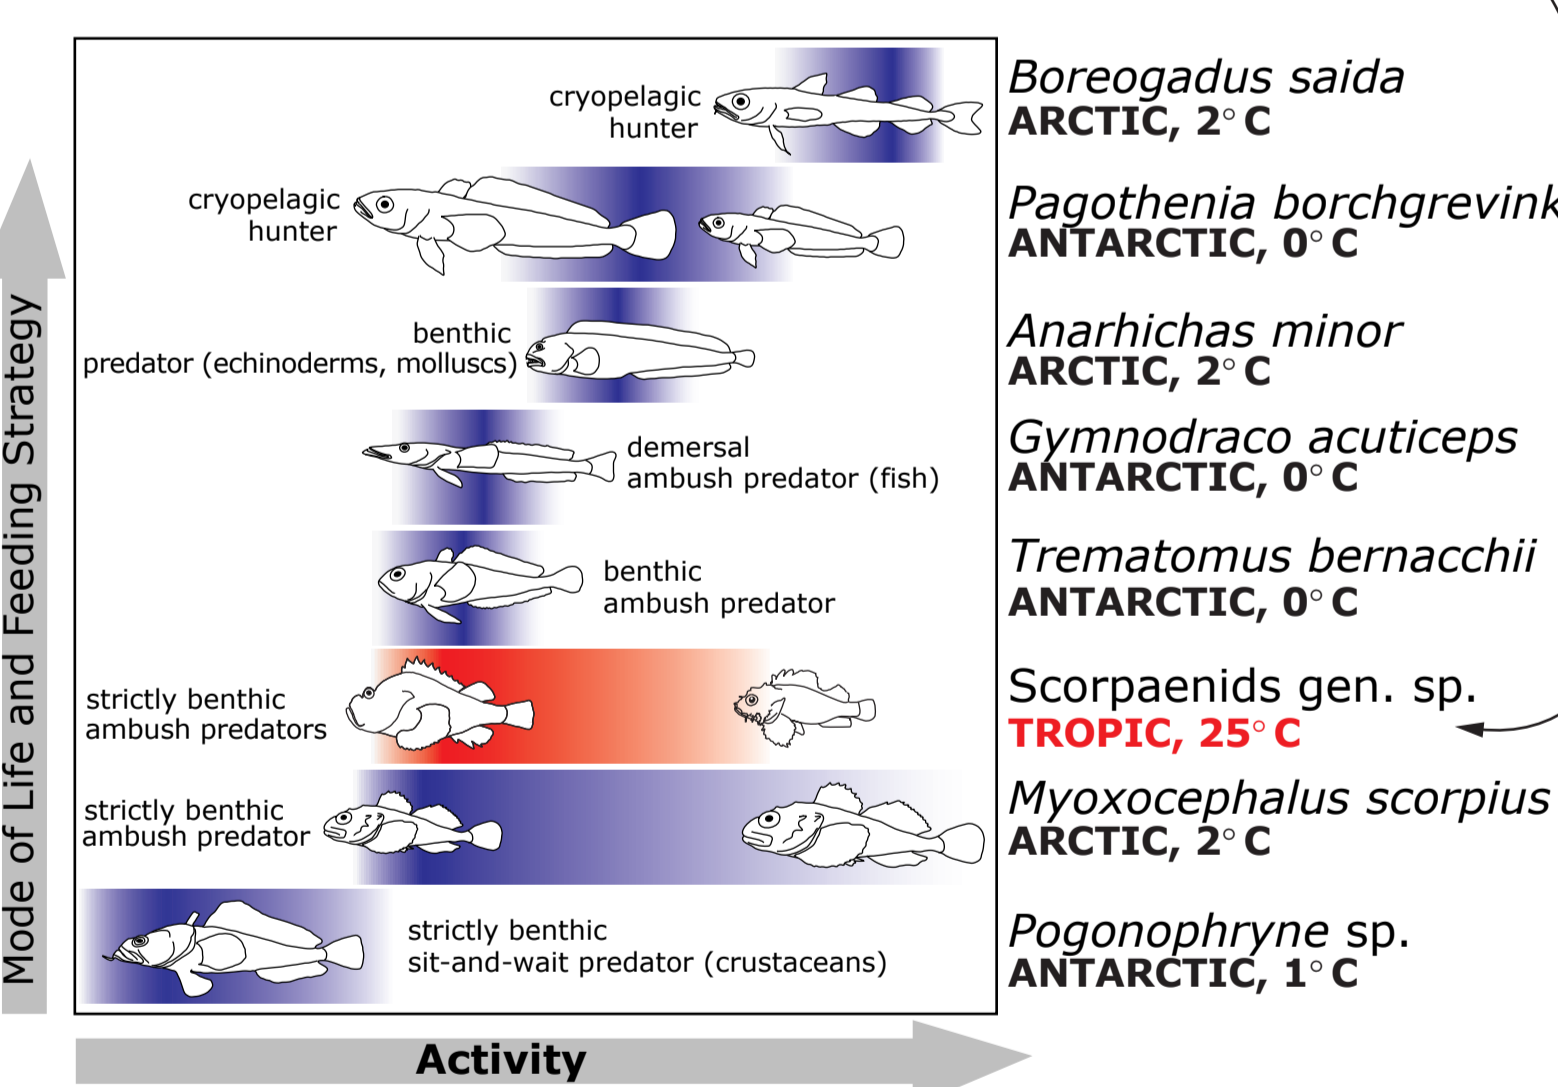 cryopelagic
hunter
Boreogadus saida
ARCTIC, 2° C
cryopelagic
hunter
Pagothenia borchgrevink
ANTARCTIC, 0° C
benthic
predator (echinoderms, molluscs)
Anarhichas minor
ARCTIC, 2° C
demersal
ambush predator (fish)
Gymnodraco acuticeps
ANTARCTIC, 0° C
benthic
ambush predator
Trematomus bernacchii
ANTARCTIC, 0° C
strictly benthic
ambush predators
Scorpaenids gen. sp.
TROPIC, 25° C
strictly benthic
ambush predator
Myoxocephalus scorpius
ARCTIC, 2° C
strictly benthic
sit-and-wait predator (crustaceans)
Pogonophryne sp.
ANTARCTIC, 1° C
Mode of Life and Feeding Strategy
Activity